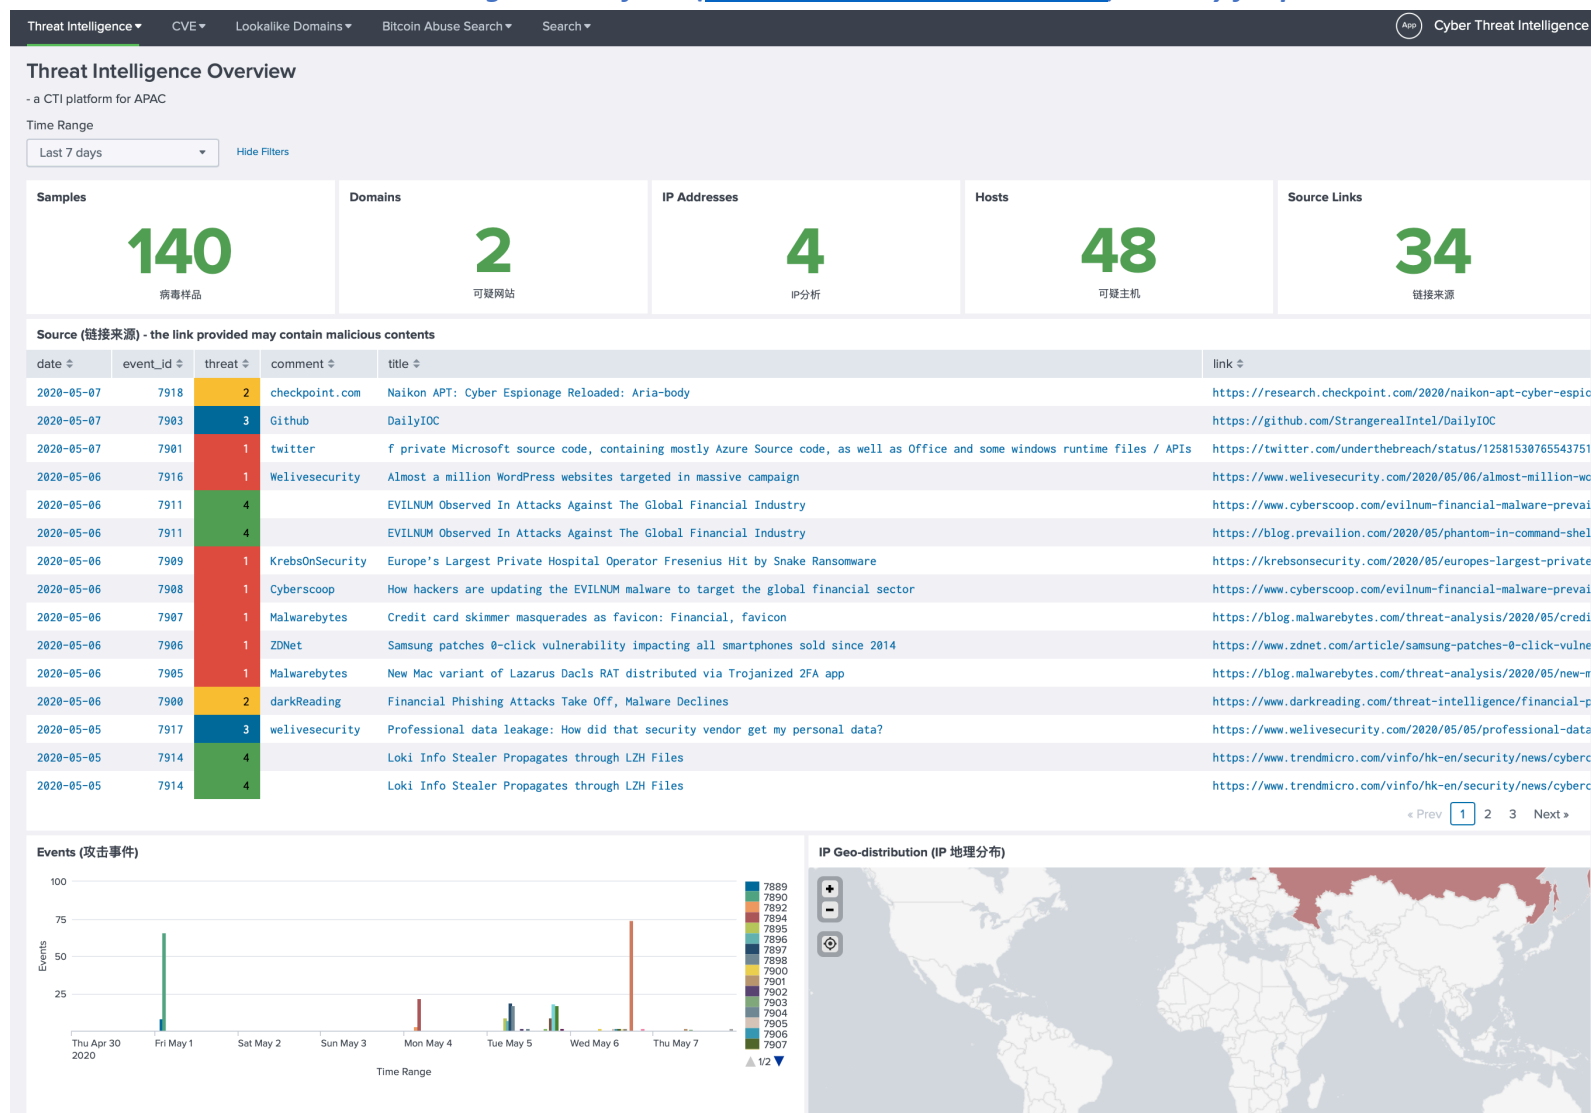 Threat Intelligence CVE Lookalike Domains Bitcoin Abuse Search Search App Cyber Threat Intelligence
Threat Intelligence Overview
- a CTI platform for APAC
Time Range
Last 7 days Hide Filters
Samples Domains IP Addresses Hosts Source Links
140 2 4 48 34
病毒样品 可疑网站 IP分析 可疑主机 链接来源
Source (链接来源) - the link provided may contain malicious contents
date event_id threat comment title link
2020-05-07 7918 2 checkpoint.com Naikon APT: Cyber Espionage Reloaded: Aria-body https://research.checkpoint.com/2020/naikon-apt-cyber-espio
2020-05-07 7903 3 Github DailyIOC https://github.com/StrangerealIntel/DailyIOC
2020-05-07 7901 1 twitter f private Microsoft source code, containing mostly Azure Source code, as well as Office and some windows runtime files / APIs https://twitter.com/underthebreach/status/12581530765543751
2020-05-06 7916 1 Welivesecurity Almost a million WordPress websites targeted in massive campaign https://www.welivesecurity.com/2020/05/06/almost-million-wo
2020-05-06 7911 4 EVILNUM Observed In Attacks Against The Global Financial Industry https://www.cyberscoop.com/evilnum-financial-malware-prevai
2020-05-06 7911 4 EVILNUM Observed In Attacks Against The Global Financial Industry https://blog.prevailion.com/2020/05/phantom-in-command-shel
2020-05-06 7909 1 KrebsOnSecurity Europe's Largest Private Hospital Operator Fresenius Hit by Snake Ransomware https://krebsonsecurity.com/2020/05/europes-largest-private
2020-05-06 7908 1 Cyberscoop How hackers are updating the EVILNUM malware to target the global financial sector https://www.cyberscoop.com/evilnum-financial-malware-prevai
2020-05-06 7907 1 Malwarebytes Credit card skimmer masquerades as favicon: Financial, favicon https://blog.malwarebytes.com/threat-analysis/2020/05/credi
2020-05-06 7906 1 ZDNet Samsung patches 0-click vulnerability impacting all smartphones sold since 2014 https://www.zdnet.com/article/samsung-patches-0-click-vulne
2020-05-06 7905 1 Malwarebytes New Mac variant of Lazarus Dacls RAT distributed via Trojanized 2FA app https://blog.malwarebytes.com/threat-analysis/2020/05/new-m
2020-05-06 7900 2 darkReading Financial Phishing Attacks Take Off, Malware Declines https://www.darkreading.com/threat-intelligence/financial-p
2020-05-05 7917 3 welivesecurity Professional data leakage: How did that security vendor get my personal data? https://www.welivesecurity.com/2020/05/05/professional-data
2020-05-05 7914 4 Loki Info Stealer Propagates through LZH Files https://www.trendmicro.com/vinfo/hk-en/security/news/cyberc
2020-05-05 7914 4 Loki Info Stealer Propagates through LZH Files https://www.trendmicro.com/vinfo/hk-en/security/news/cyberc
« Prev 1 2 3 Next »
Events (攻击事件)
100
75
50
25
Events
Thu Apr 30 Fri May 1 Sat May 2 Sun May 3 Mon May 4 Tue May 5 Wed May 6 Thu May 7
2020
Time Range
7889
7890
7892
7894
7895
7896
7897
7898
7900
7901
7902
7903
7904
7905
7906
7907
1/2
IP Geo-distribution (IP 地理分布)
+
-